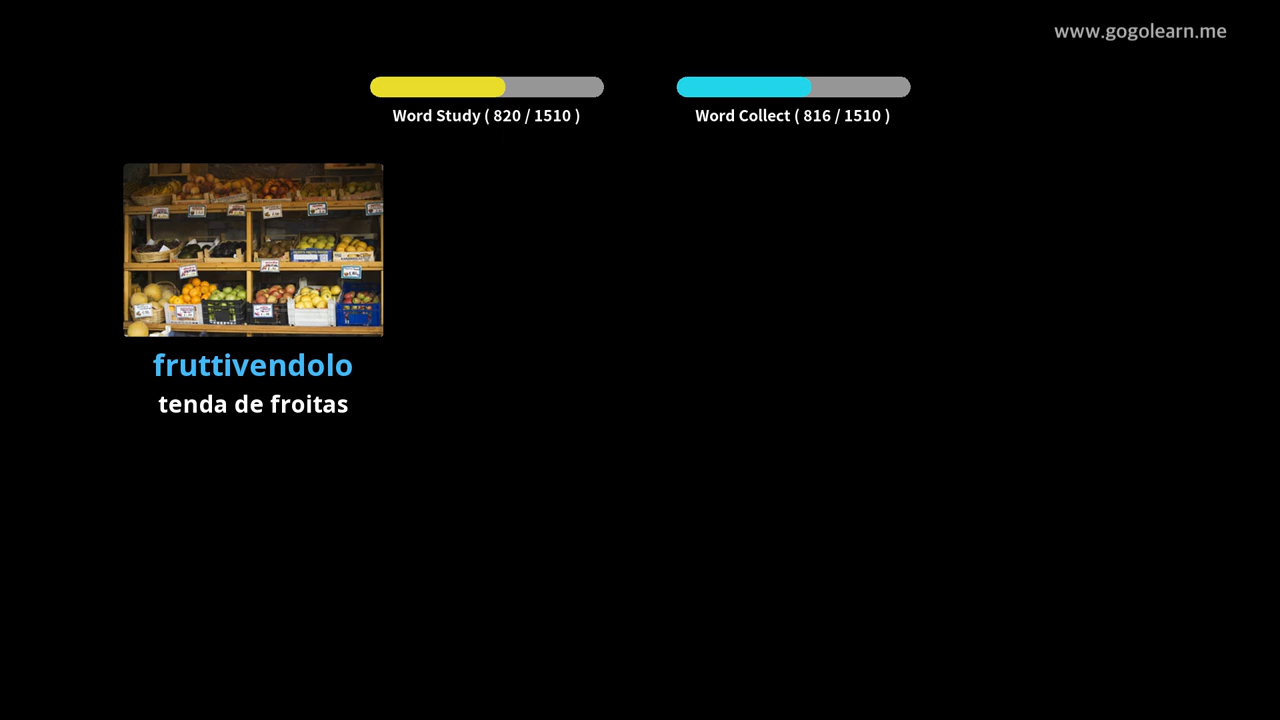 www.gogolearn.me
Word Study ( 820 / 1510 )
Word Collect ( 816 / 1510 )
fruttivendolo
tenda de froitas